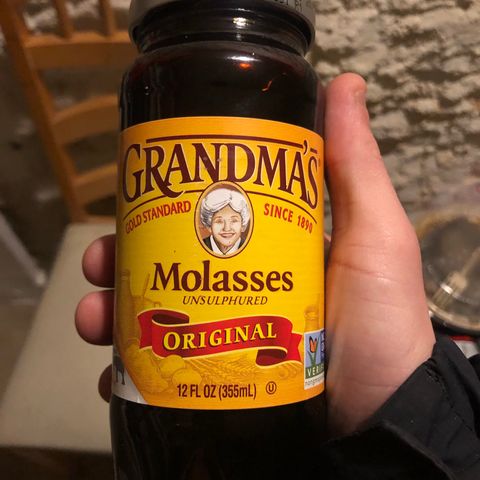 GRANDMA'S
GOLD STANDARD SINCE 1890
Molasses
UNSULPHURED
ORIGINAL
12 FL OZ (355mL) U